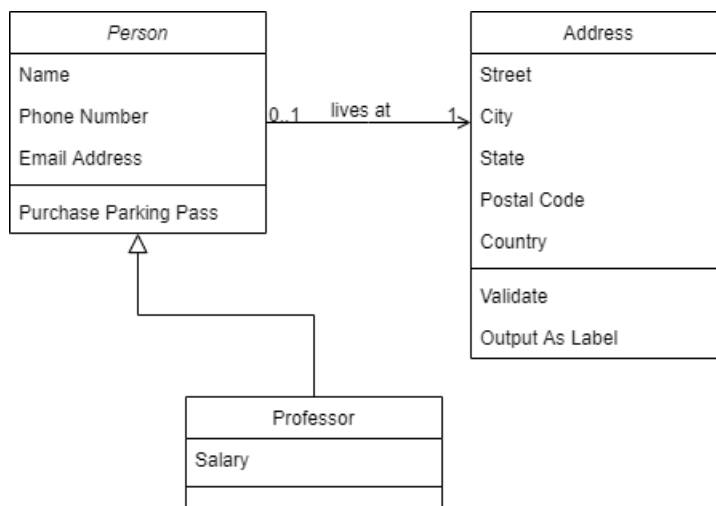 Person
Name
Phone Number
Email Address
Purchase Parking Pass
0..1 lives at 1
Address
Street
City
State
Postal Code
Country
Validate
Output As Label
Professor
Salary